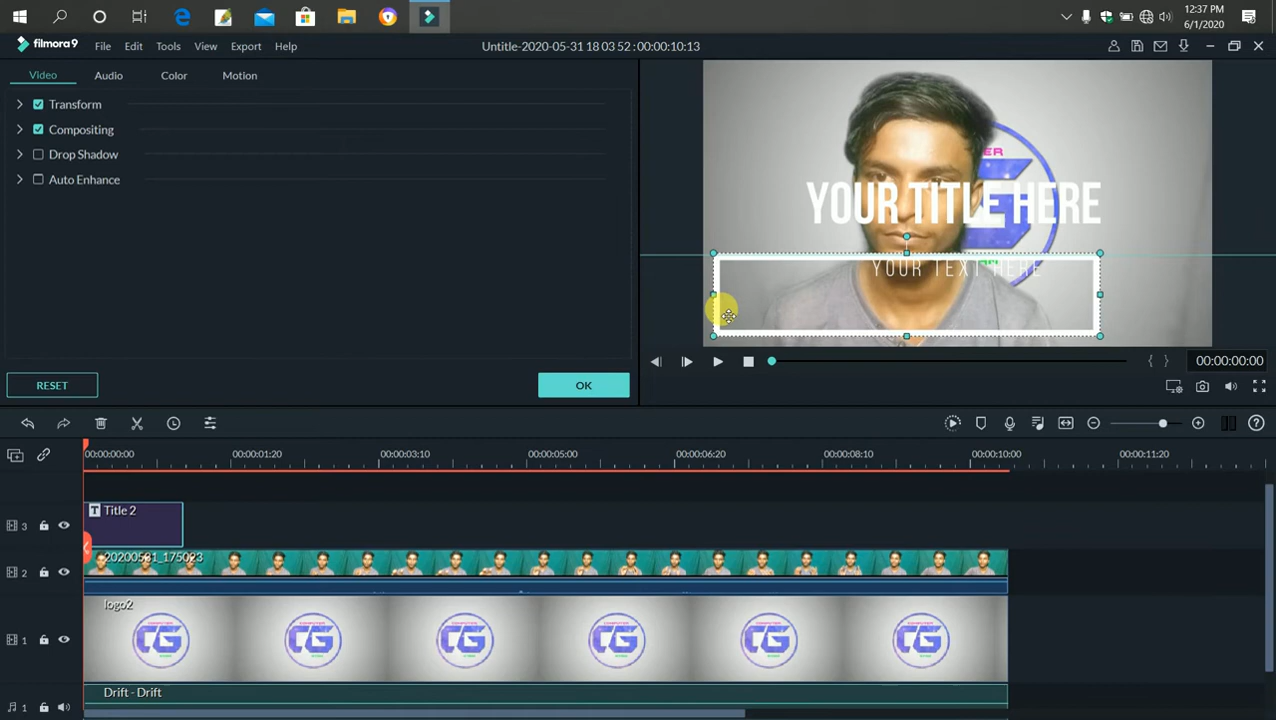 12:37 PM
6/1/2020
filmora9 File Edit Tools View Export Help
Untitle-2020-05-31 18 03 52 : 00:00:10:13
Video Audio Color Motion
Transform
Compositing
Drop Shadow
Auto Enhance
YOUR TITLE HERE
YOUR TEXT HERE
RESET OK
{ } 00:00:00:00
00:00:00:00 00:00:01:20 00:00:03:10 00:00:05:00 00:00:06:20 00:00:08:10 00:00:10:00 00:00:11:20
3 T Title 2
2 20200531_175023
1 logo2
1 Drift - Drift